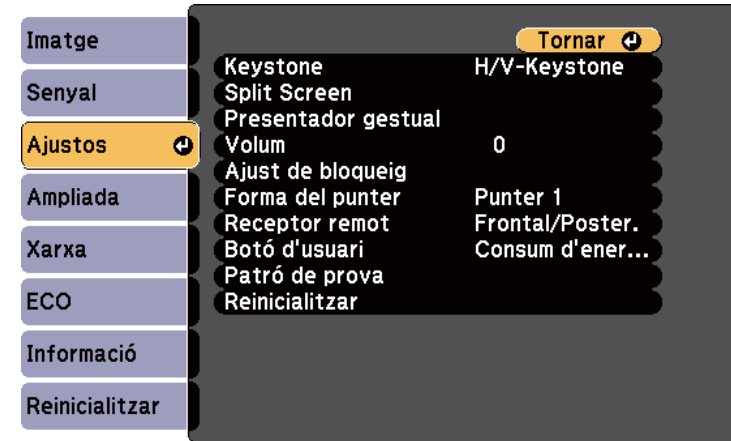 Imatge
Senyal
Ajustos
Ampliada
Xarxa
ECO
Informació
Reinicialitzar
Tornar
Keystone H/V-Keystone
Split Screen
Presentador gestual
Volum 0
Ajust de bloqueig
Forma del punter Punter 1
Receptor remot Frontal/Poster.
Botó d'usuari Consum d'ener...
Patró de prova
Reinicialitzar